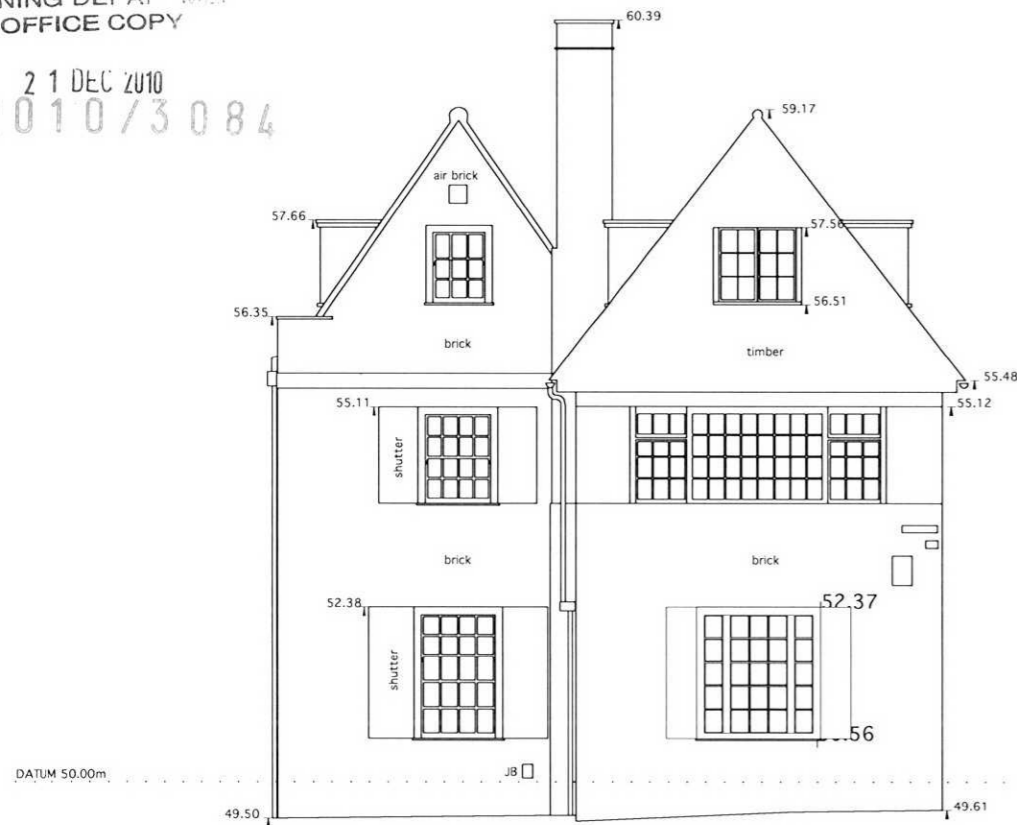 OFFICE COPY
21 DEC 2010
010/3084
60.39
59.17
air brick
57.66
57.56
56.51
56.35
brick
timber
55.48
55.11
55.12
shutter
brick
brick
52.38
52.37
shutter
.56
JB
DATUM 50.00m
49.50
49.61